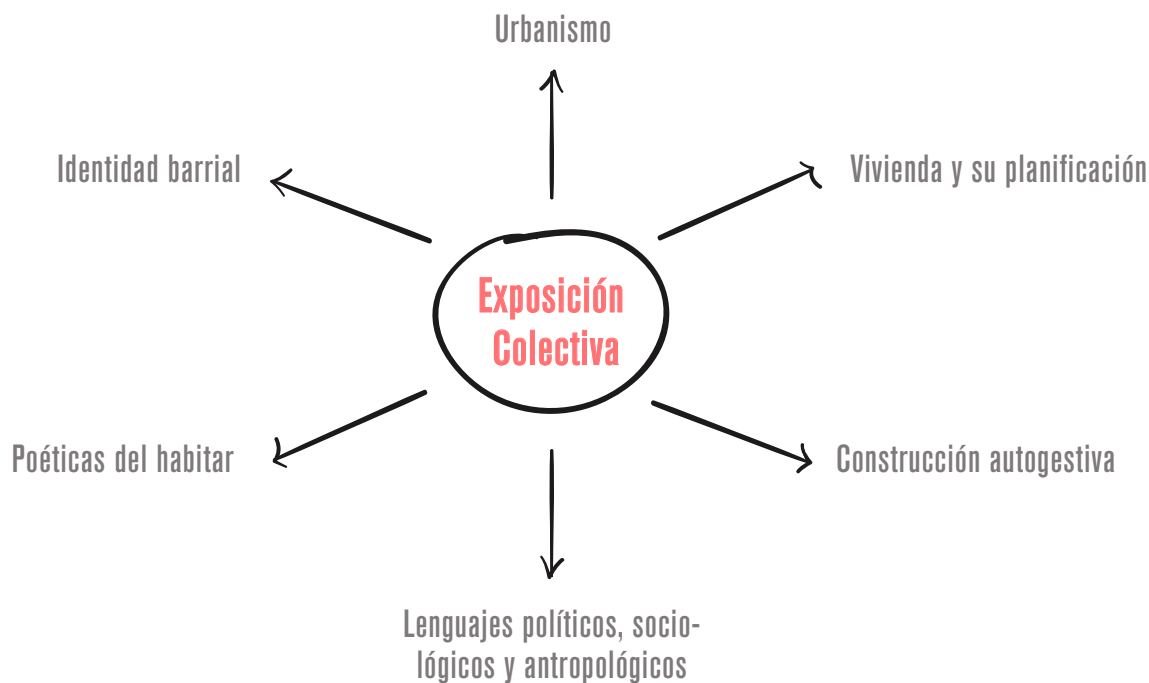 Urbanismo
Identidad barrial
Vivienda y su planificación
Exposición
Colectiva
Poéticas del habitar
Construcción autogestiva
Lenguajes políticos, socio-
lógicos y antropológicos